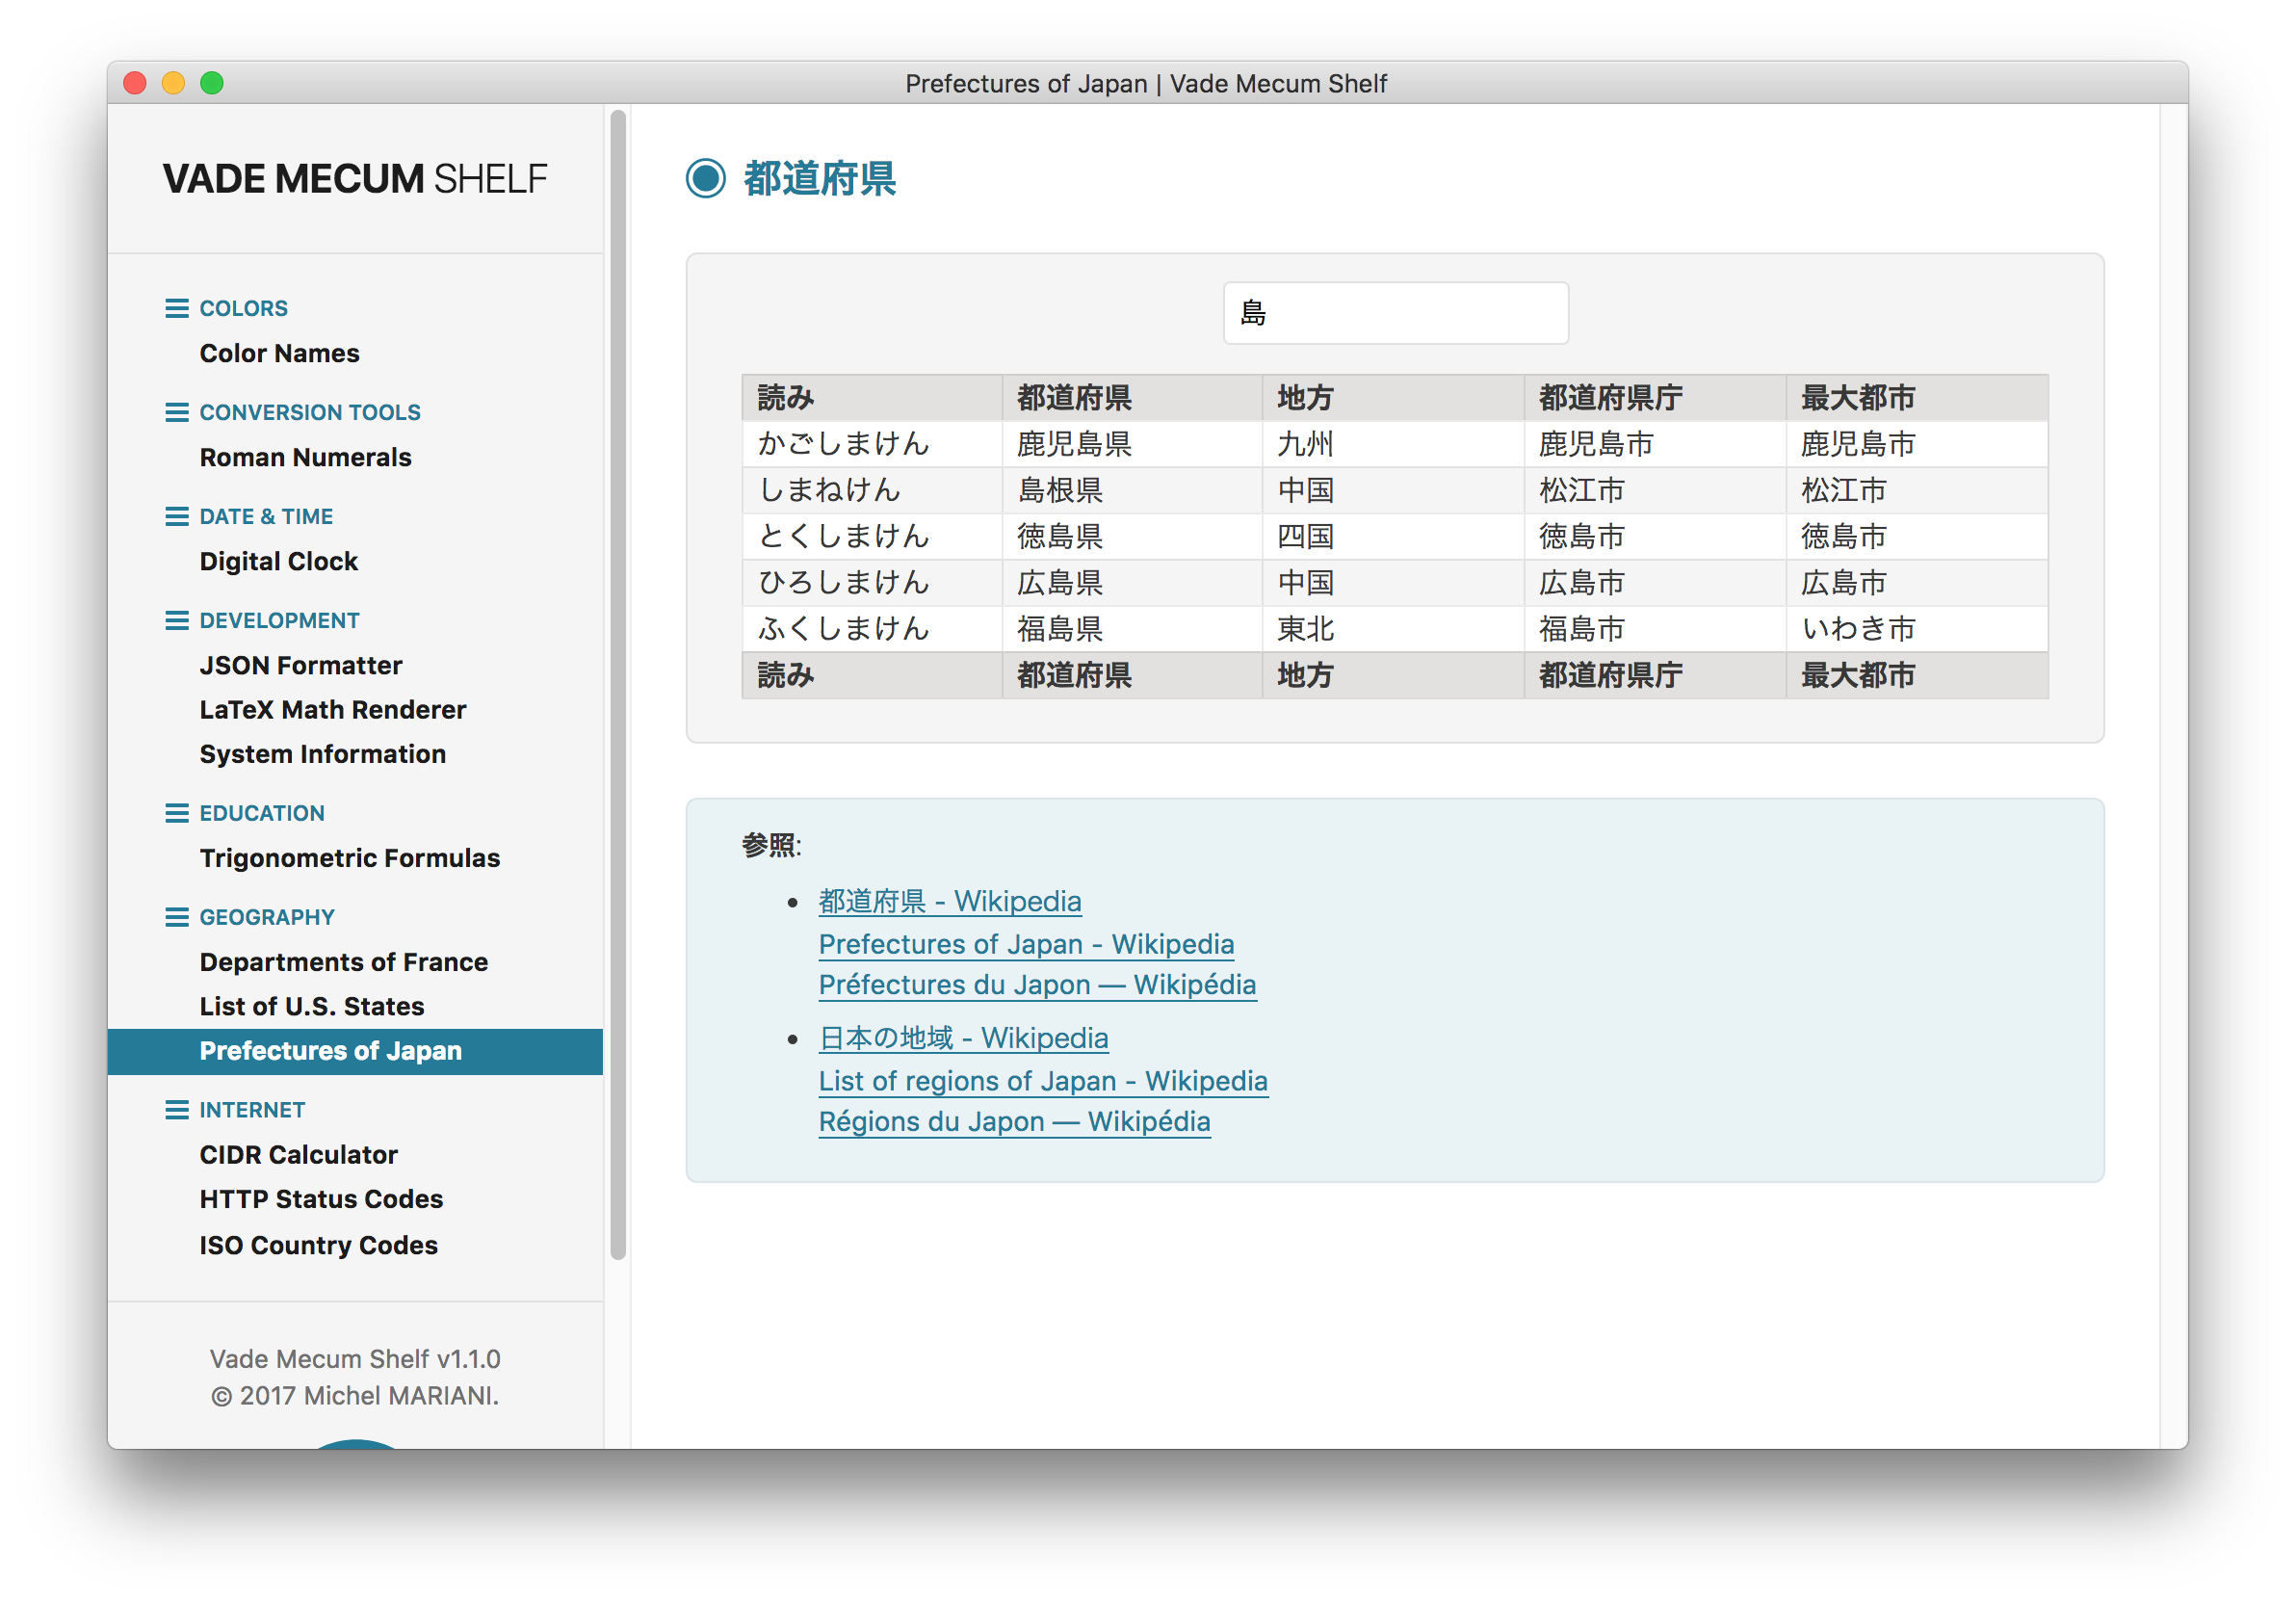 Prefectures of Japan | Vade Mecum Shelf
VADE MECUM SHELF
COLORS
Color Names
CONVERSION TOOLS
Roman Numerals
DATE & TIME
Digital Clock
DEVELOPMENT
JSON Formatter
LaTeX Math Renderer
System Information
EDUCATION
Trigonometric Formulas
GEOGRAPHY
Departments of France
List of U.S. States
Prefectures of Japan
INTERNET
CIDR Calculator
HTTP Status Codes
ISO Country Codes
Vade Mecum Shelf v1.1.0
© 2017 Michel MARIANI.
都道府県
島
読み 都道府県 地方 都道府県庁 最大都市
かごしまけん 鹿児島県 九州 鹿児島市 鹿児島市
しまねけん 島根県 中国 松江市 松江市
とくしまけん 徳島県 四国 徳島市 徳島市
ひろしまけん 広島県 中国 広島市 広島市
ふくしまけん 福島県 東北 福島市 いわき市
読み 都道府県 地方 都道府県庁 最大都市
参照:
都道府県 - Wikipedia
Prefectures of Japan - Wikipedia
Préfectures du Japon — Wikipédia
日本の地域 - Wikipedia
List of regions of Japan - Wikipedia
Régions du Japon — Wikipédia